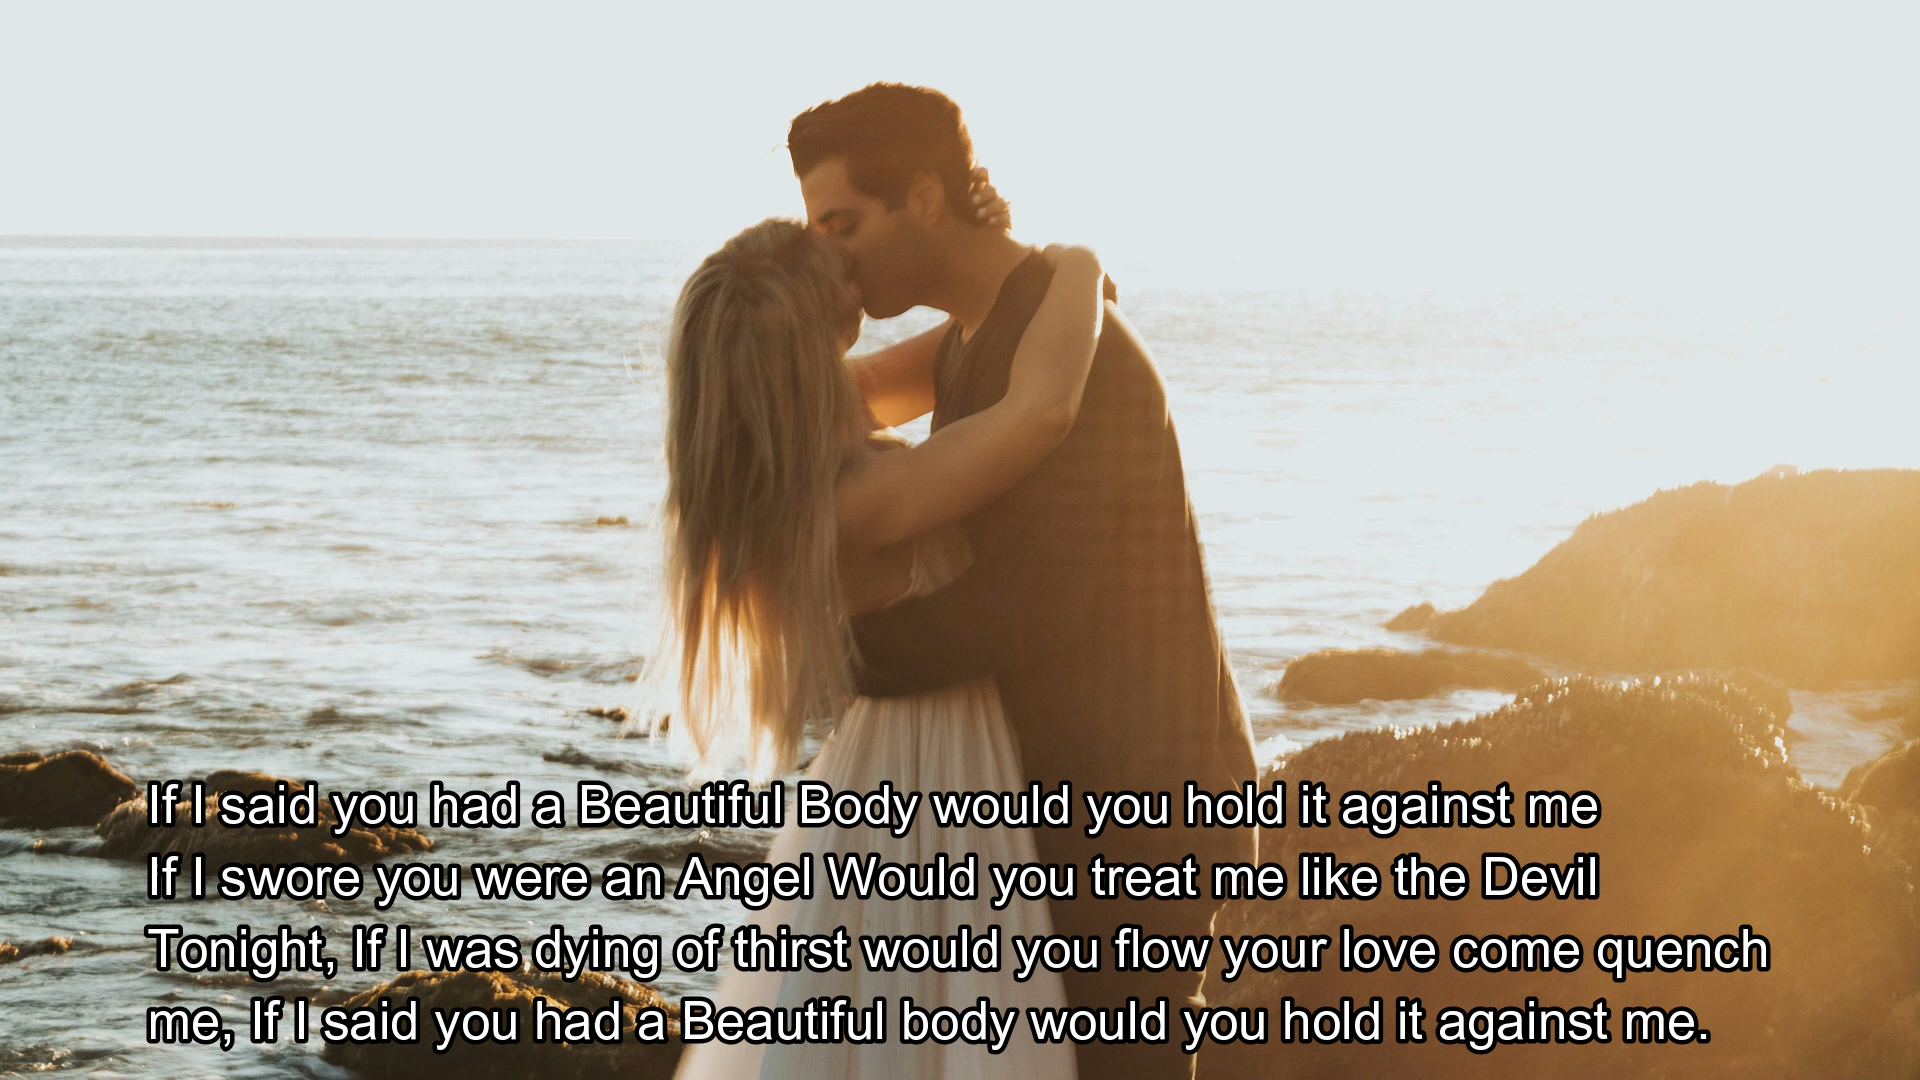 If I said you had a Beautiful Body would you hold it against me
If I swore you were an Angel Would you treat me like the Devil
Tonight, If I was dying of thirst would you flow your love come quench
me, If I said you had a Beautiful body would you hold it against me.